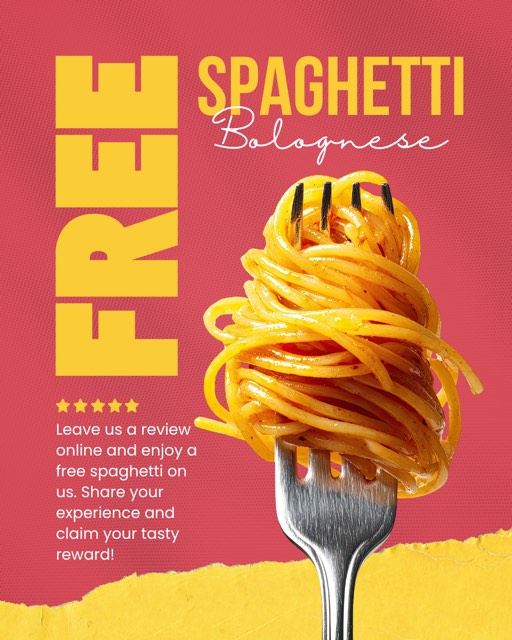 FREE
SPAGHETTI
Bolognese
Leave us a review
online and enjoy a
free spaghetti on
us. Share your
experience and
claim your tasty
reward!